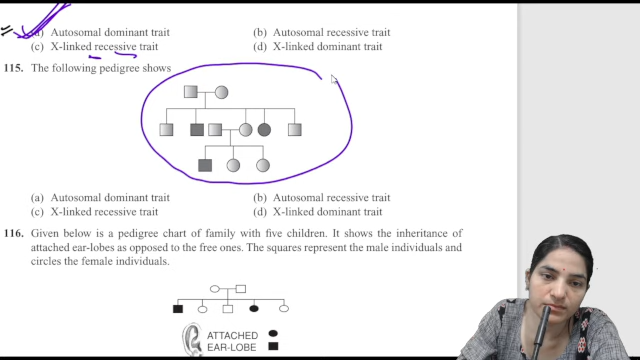 (a) Autosomal dominant trait (b) Autosomal recessive trait
(c) X-linked recessive trait (d) X-linked dominant trait
115. The following pedigree shows
(a) Autosomal dominant trait (b) Autosomal recessive trait
(c) X-linked recessive trait (d) X-linked dominant trait
116. Given below is a pedigree chart of family with five children. It shows the inheritance of
attached ear-lobes as opposed to the free ones. The squares represent the male individuals and
circles the female individuals.
ATTACHED
EAR-LOBE